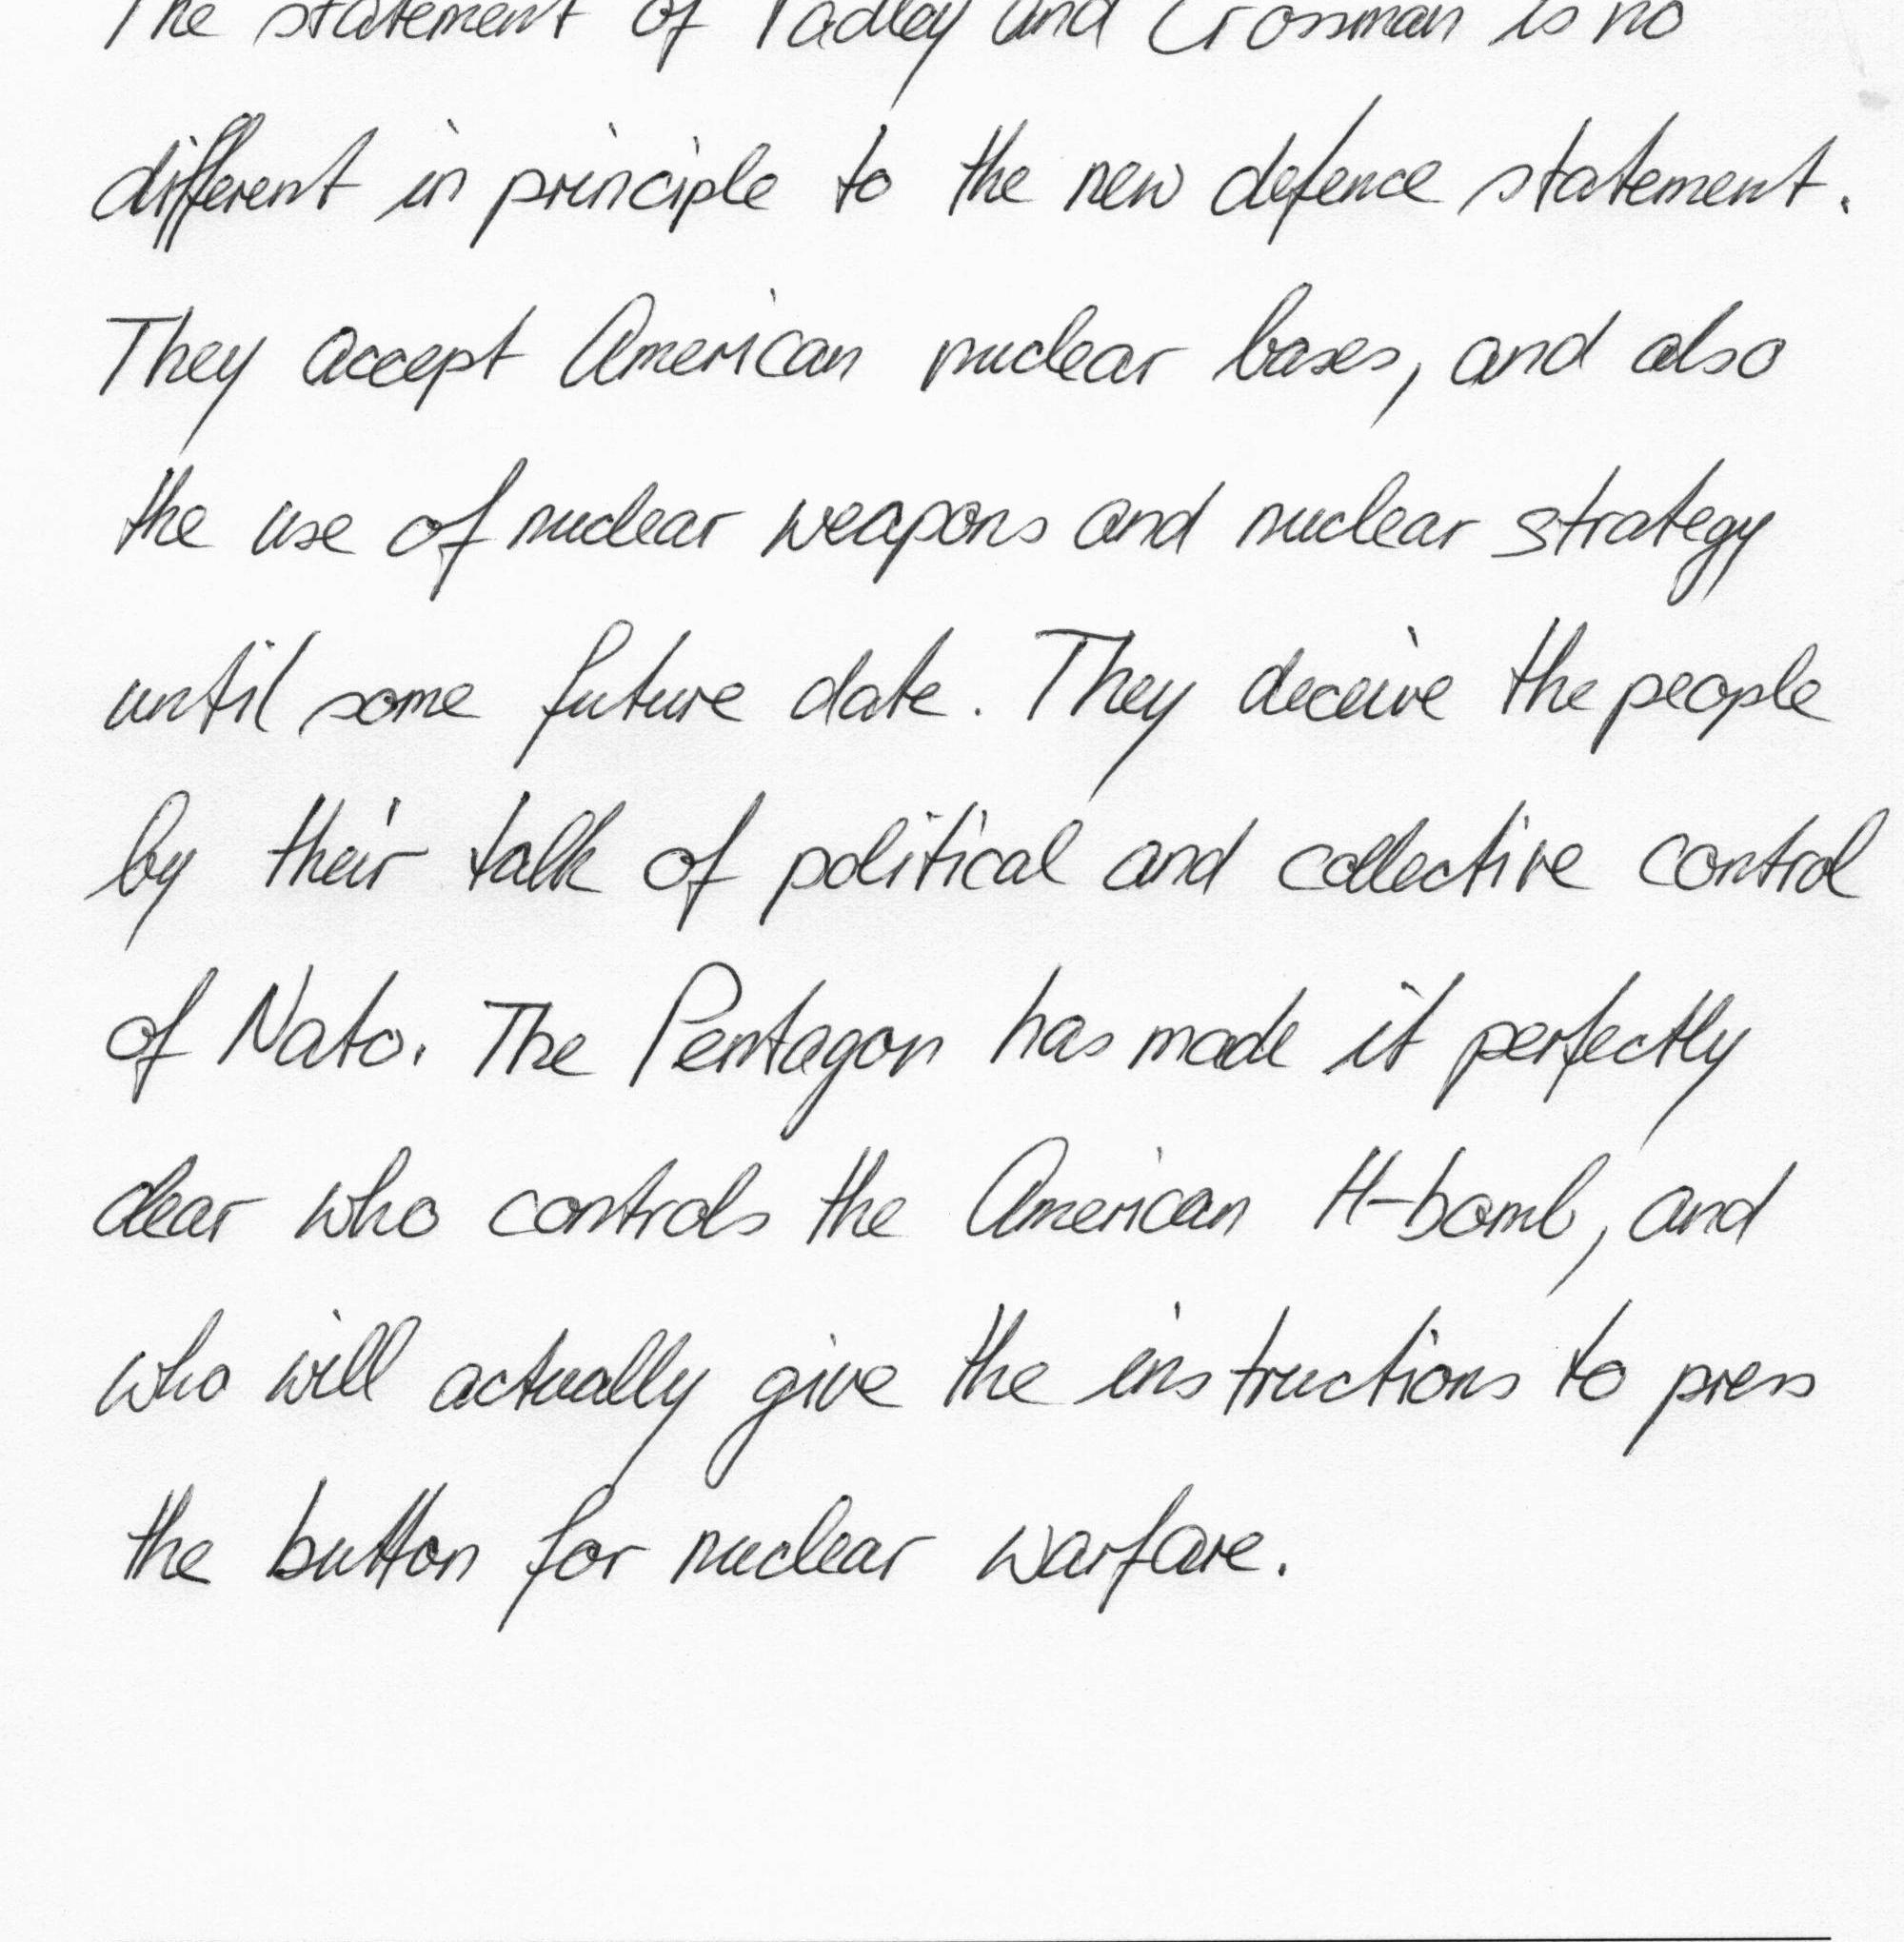 The statement of Padley and Crossman is no
different in principle to the new defence statement.
They accept American nuclear bases, and also
the use of nuclear weapons and nuclear strategy
until some future date. They deceive the people
by their talk of political and collective control
of Nato. The Pentagon has made it perfectly
clear who controls the American H-bomb, and
who will actually give the instructions to press
the button for nuclear warfare.